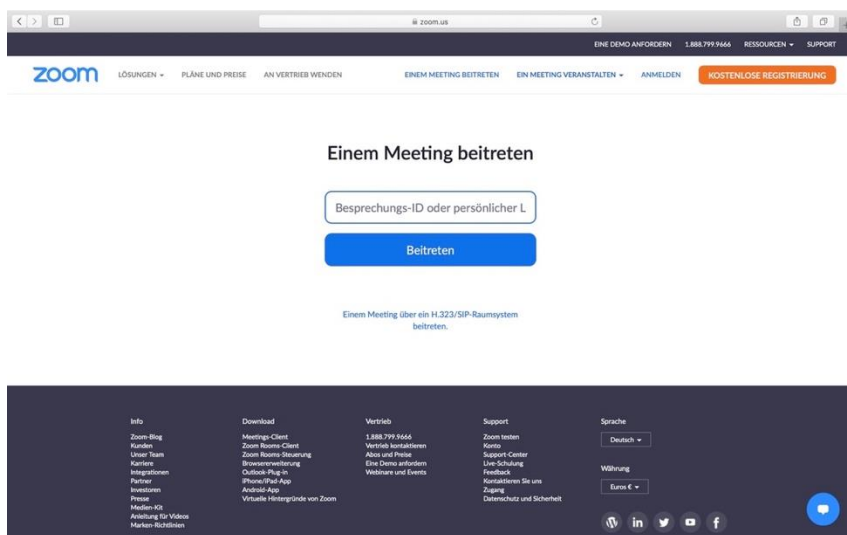 zoom.us
EINE DEMO ANFORDERN 1.888.799.9666 RESSOURCEN SUPPORT
zoom LÖSUNGEN PLÄNE UND PREISE AN VERTRIEB WENDEN EINEM MEETING BEITRETEN EIN MEETING VERANSTALTEN ANMELDEN KOSTENLOSE REGISTRIERUNG
Einem Meeting beitreten
Besprechungs-ID oder persönlicher L
Beitreten
Einem Meeting über ein H.323/SIP-Raumsystem
beitreten.
Info
Zoom-Blog
Kunden
Unser Team
Karriere
Integrationen
Partner
Investoren
Presse
Medien-Kit
Anleitung für Videos
Marken-Richtlinien
Download
Meetings-Client
Zoom Rooms-Client
Zoom Rooms-Steuerung
Browsererweiterung
Outlook-Plug-in
iPhone/iPad-App
Android-App
Virtuelle Hintergründe von Zoom
Vertrieb
1.888.799.9666
Vertrieb kontaktieren
Abos und Preise
Eine Demo anfordern
Webinare und Events
Support
Zoom testen
Konto
Support-Center
Live-Schulung
Feedback
Kontaktieren Sie uns
Zugang
Datenschutz und Sicherheit
Sprache
Deutsch
Währung
Euros €
in
f